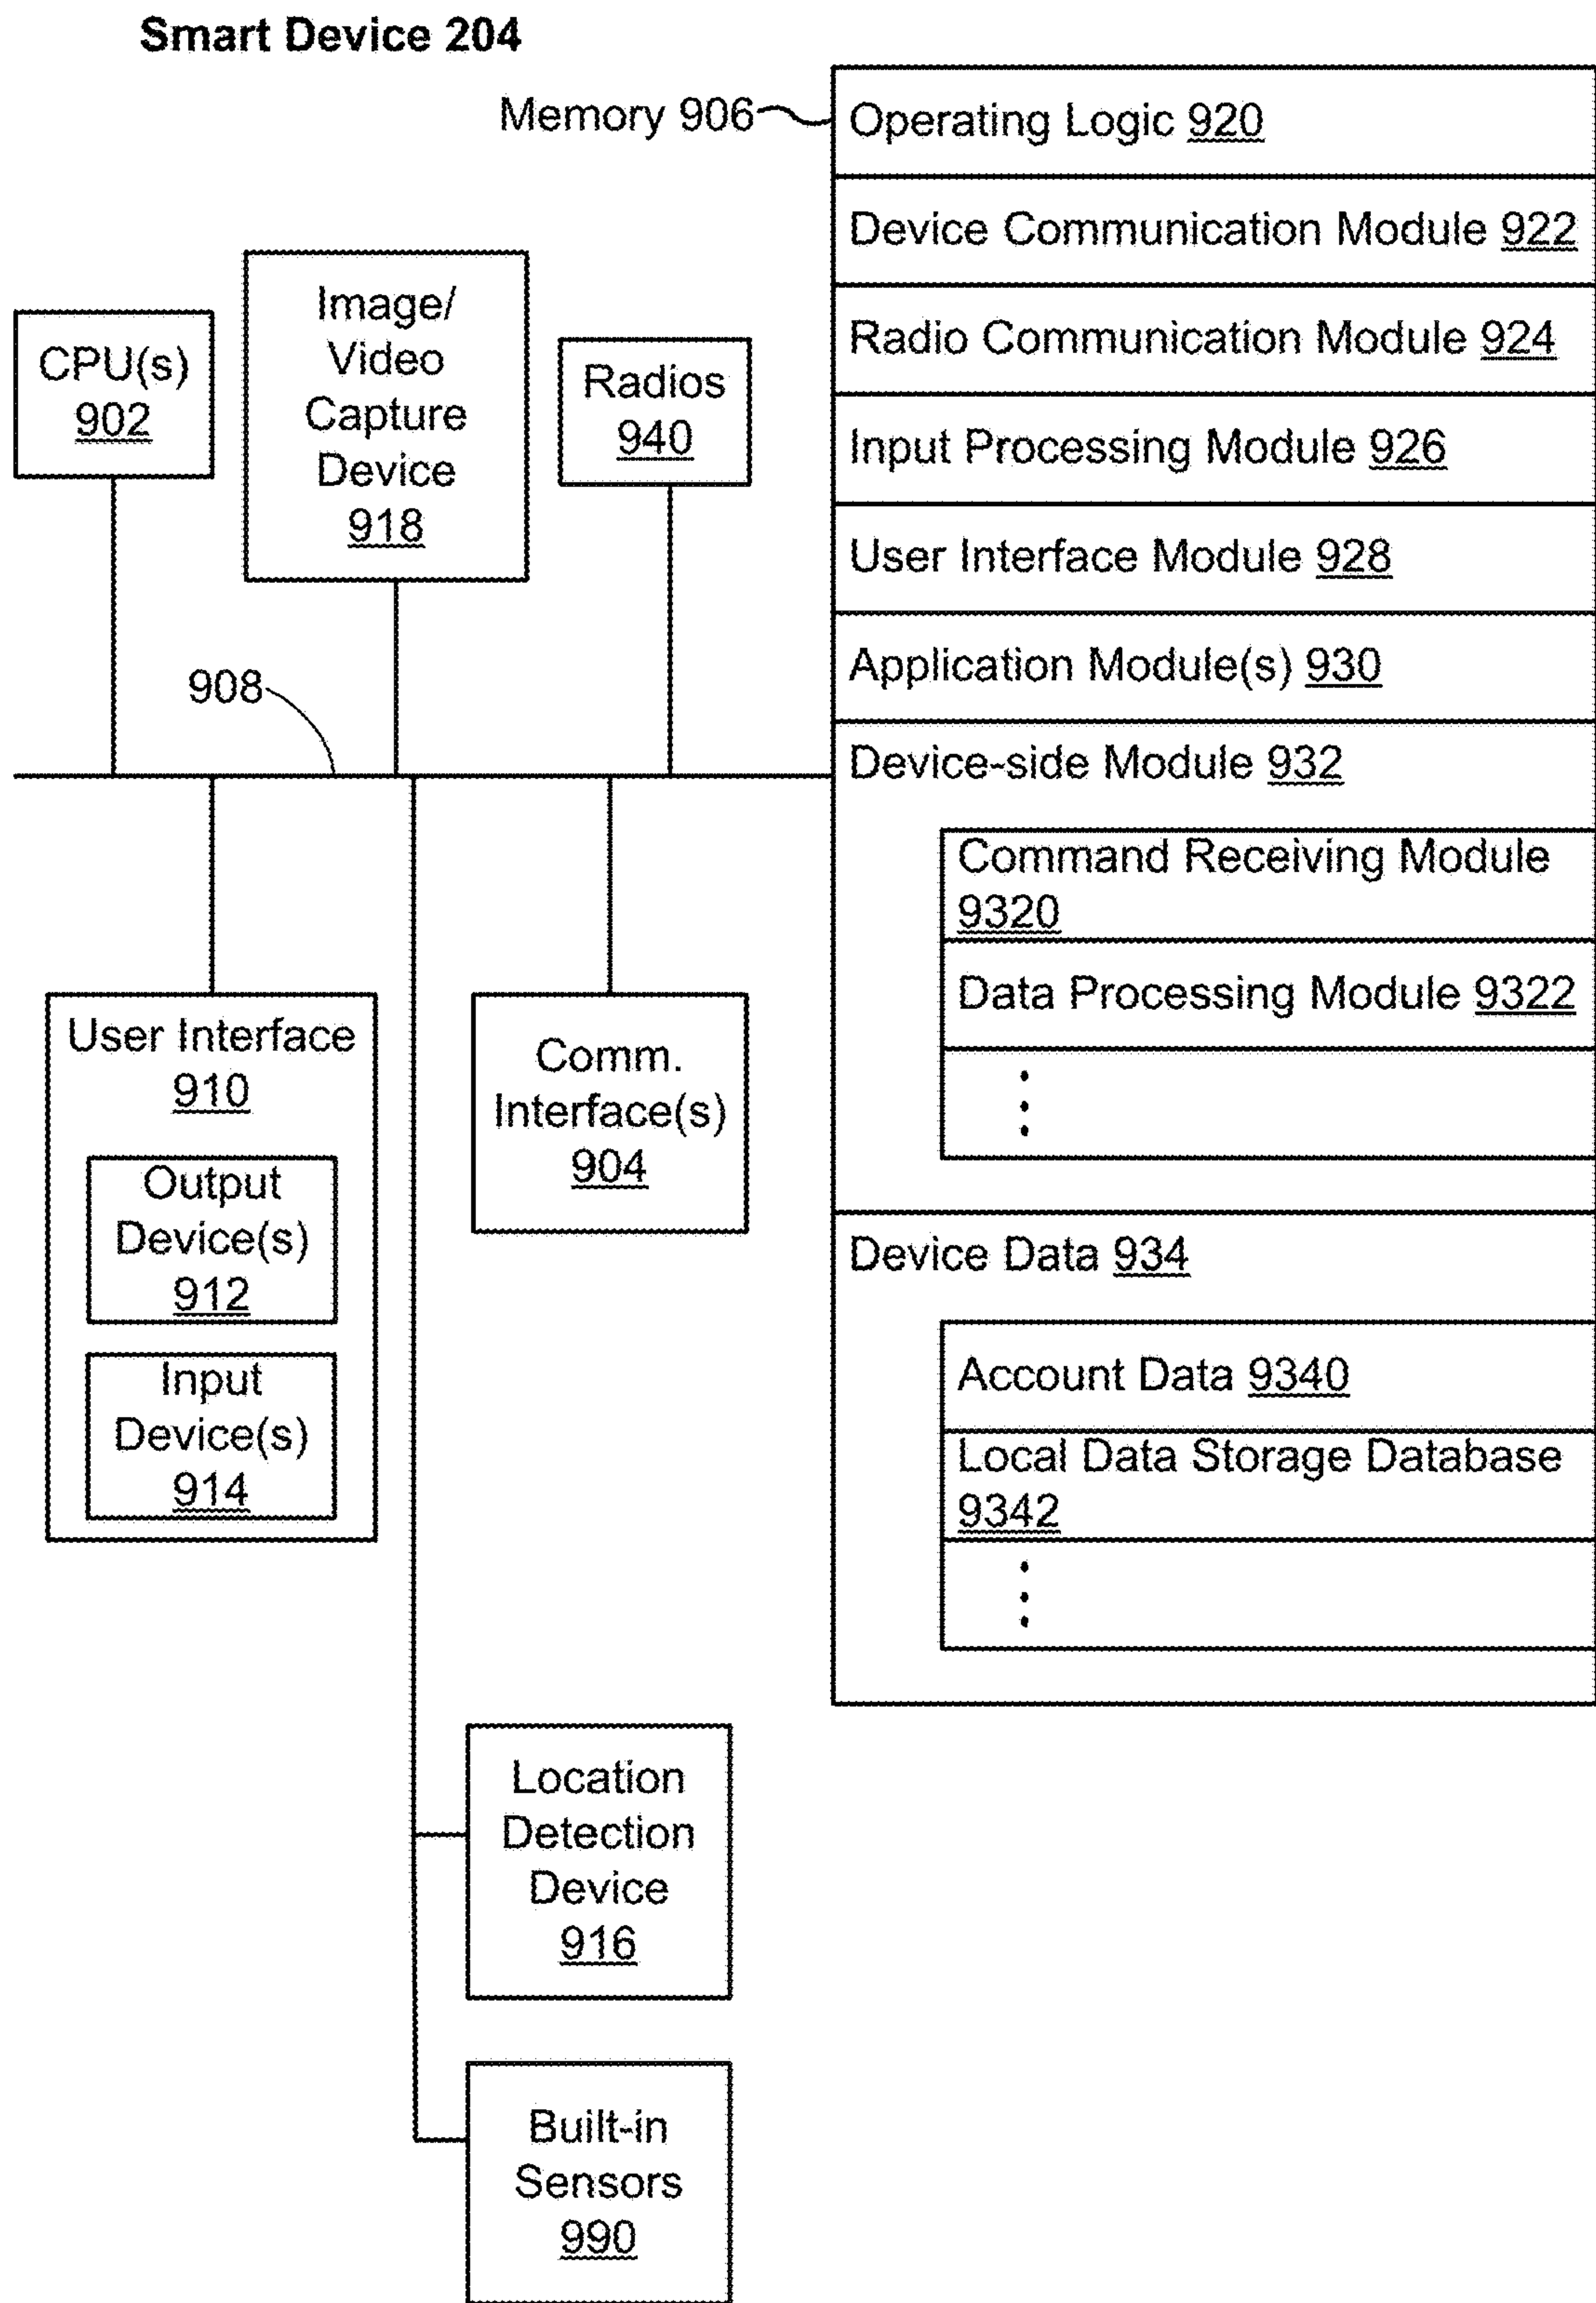 Smart Device 204
Memory 906
Operating Logic 920
Device Communication Module 922
Radio Communication Module 924
Input Processing Module 926
User Interface Module 928
Application Module(s) 930
Device-side Module 932
Command Receiving Module
9320
Data Processing Module 9322
Device Data 934
Account Data 9340
Local Data Storage Database
9342
CPU(s)
902
Image/
Video
Capture
Device
918
Radios
940
908
User Interface
910
Output
Device(s)
912
Input
Device(s)
914
Comm.
Interface(s)
904
Location
Detection
Device
916
Built-in
Sensors
990